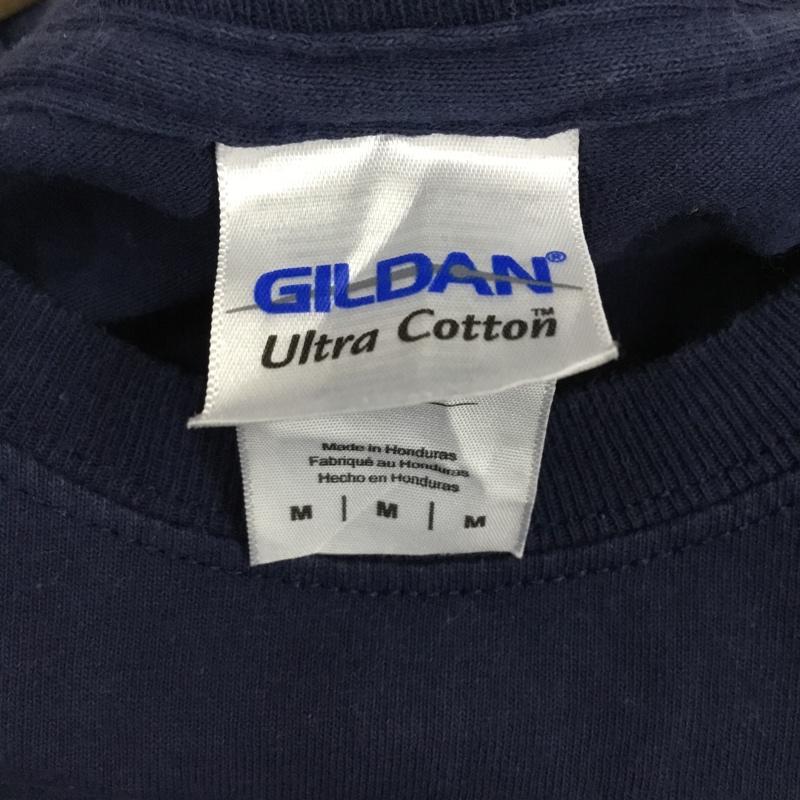 GILDAN®
Ultra Cotton™
Made in Honduras
Fabriqué au Honduras
Hecho en Honduras
M | M | M